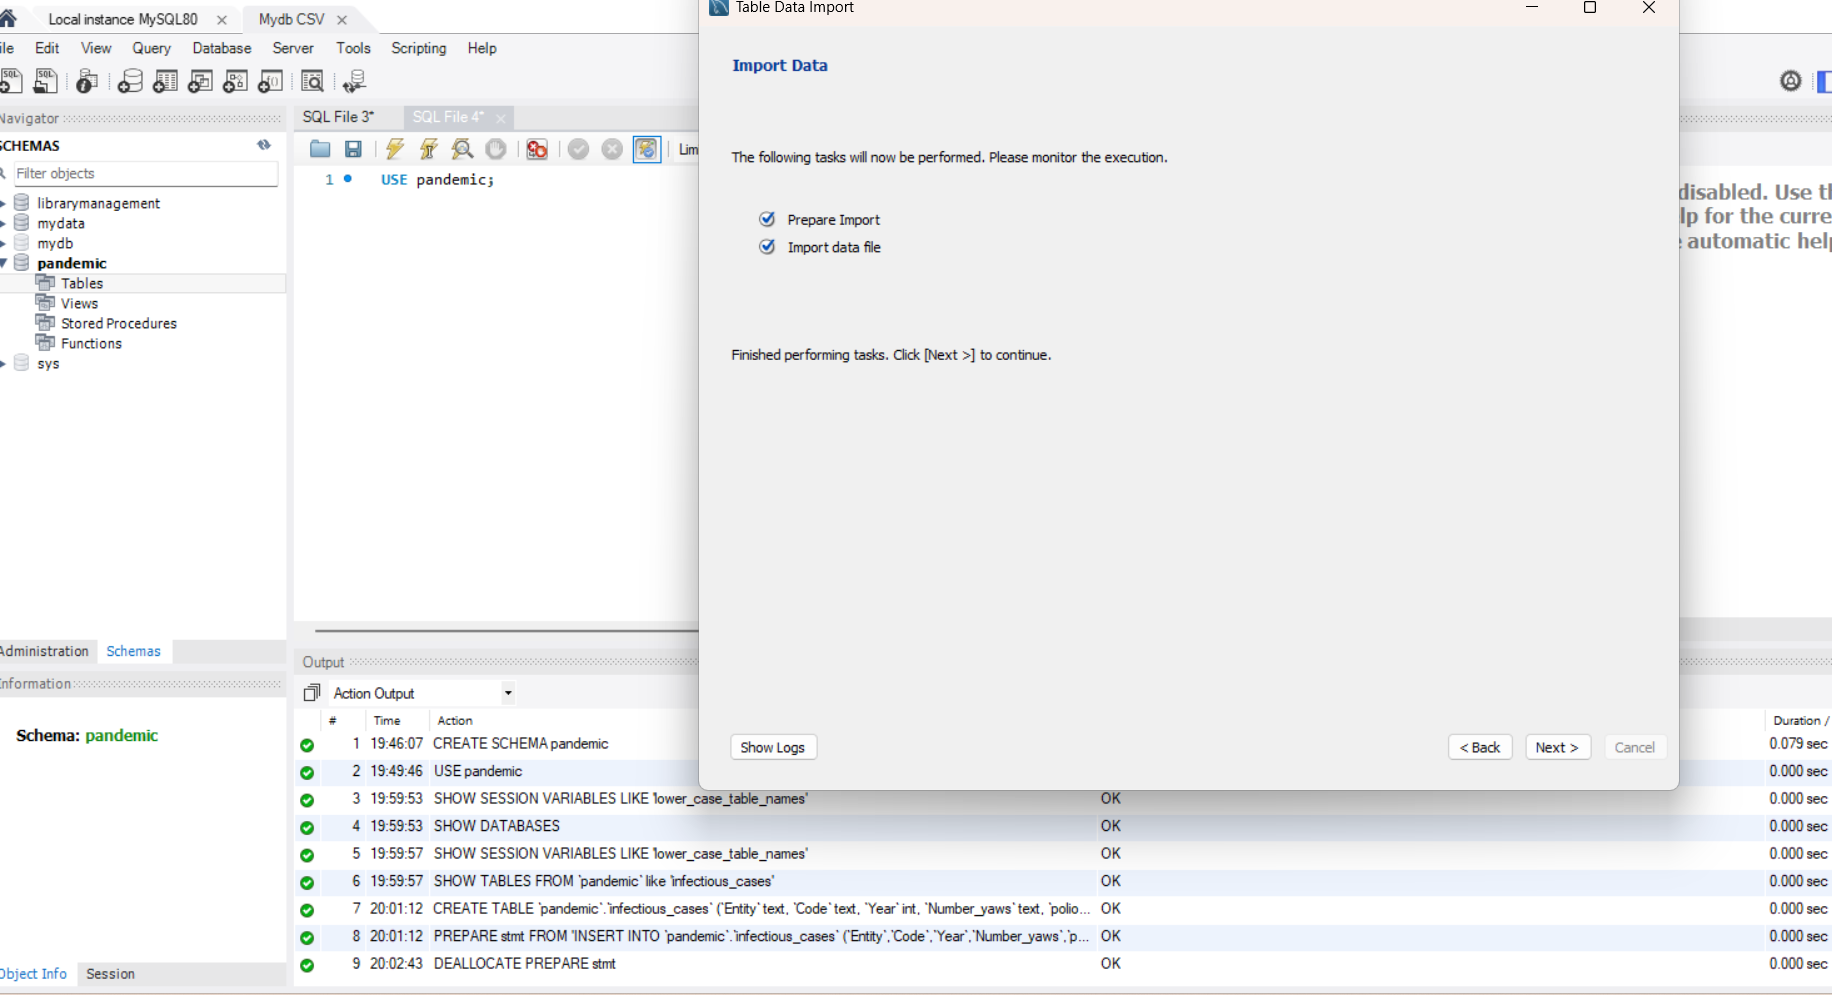 Local instance MySQL80
Mydb CSV
Table Data Import
ile Edit View Query Database Server Tools Scripting Help
Navigator
SQL File 3*
SQL File 4*
SCHEMAS
Filter objects
librarymanagement
mydata
mydb
pandemic
Tables
Views
Stored Procedures
Functions
sys
Lim
1 USE pandemic;
Import Data
The following tasks will now be performed. Please monitor the execution.
Prepare Import
Import data file
Finished performing tasks. Click [Next >] to continue.
Show Logs
< Back
Next >
Cancel
disabled. Use th
lp for the curre
automatic help
Administration Schemas
Information
Schema: pandemic
Object Info Session
Output
Action Output
# Time Action Duration /
1 19:46:07 CREATE SCHEMA pandemic 0.079 sec
2 19:49:46 USE pandemic 0.000 sec
3 19:59:53 SHOW SESSION VARIABLES LIKE 'lower_case_table_names' OK 0.000 sec
4 19:59:53 SHOW DATABASES OK 0.000 sec
5 19:59:57 SHOW SESSION VARIABLES LIKE 'lower_case_table_names' OK 0.000 sec
6 19:59:57 SHOW TABLES FROM `pandemic` like 'infectious_cases' OK 0.000 sec
7 20:01:12 CREATE TABLE `pandemic`.`infectious_cases` (`Entity` text, `Code` text, `Year` int, `Number_yaws` text, `polio... OK 0.000 sec
8 20:01:12 PREPARE stmt FROM 'INSERT INTO `pandemic`.`infectious_cases` (`Entity`,`Code`,`Year`,`Number_yaws`,`p... OK 0.000 sec
9 20:02:43 DEALLOCATE PREPARE stmt OK 0.000 sec